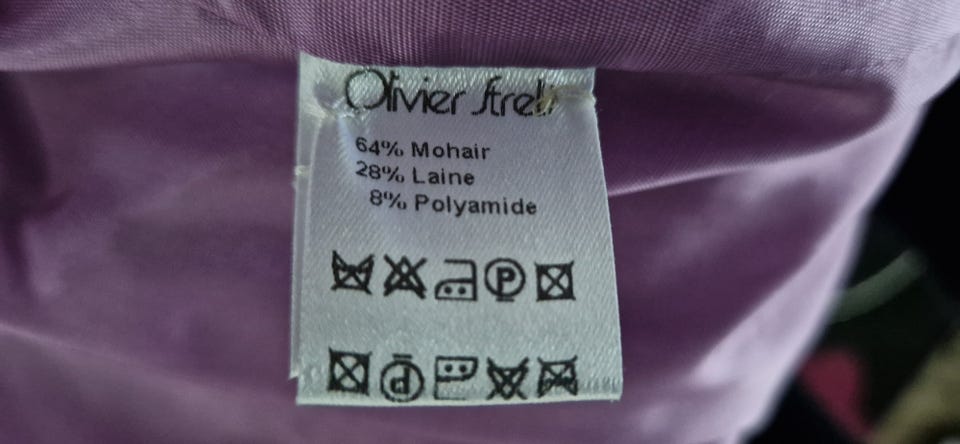 Olivier Strelli
64% Mohair
28% Laine
8% Polyamide
P
P